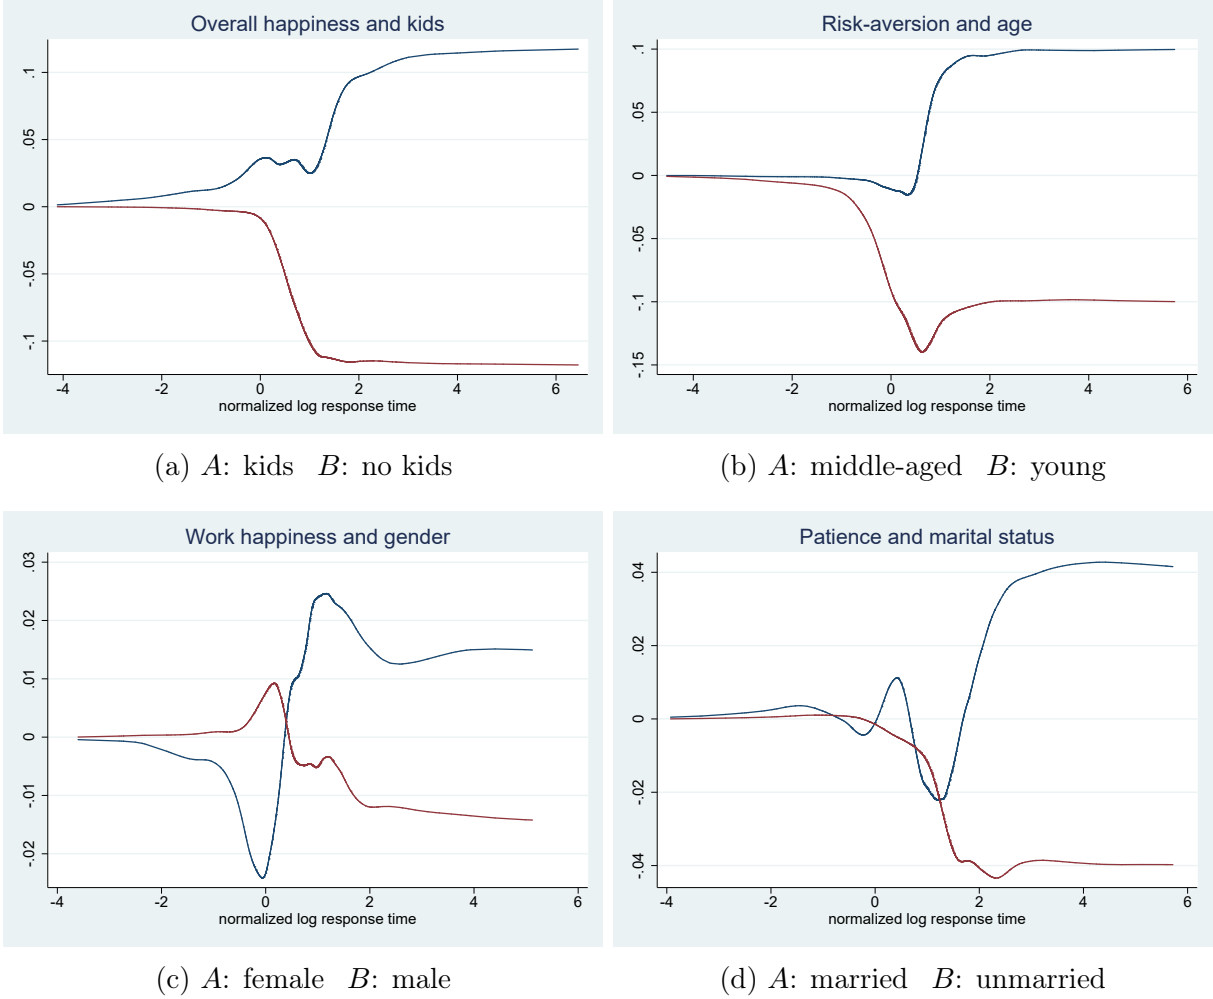 Overall happiness and kids
.1
.05
0
-.05
-.1
-4 -2 0 2 4 6
normalized log response time
(a) A: kids B: no kids
Risk-aversion and age
.1
.05
0
-.05
-.1
-.15
-4 -2 0 2 4 6
normalized log response time
(b) A: middle-aged B: young
Work happiness and gender
.03
.02
.01
0
-.01
-.02
-4 -2 0 2 4 6
normalized log response time
(c) A: female B: male
Patience and marital status
.04
.02
0
-.02
-.04
-4 -2 0 2 4 6
normalized log response time
(d) A: married B: unmarried